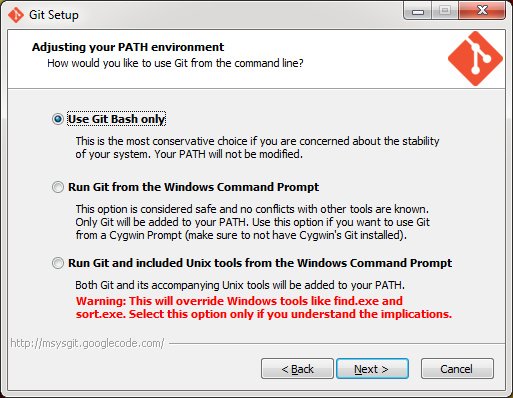 Git Setup
Adjusting your PATH environment
How would you like to use Git from the command line?
Use Git Bash only
This is the most conservative choice if you are concerned about the stability
of your system. Your PATH will not be modified.
Run Git from the Windows Command Prompt
This option is considered safe and no conflicts with other tools are known.
Only Git will be added to your PATH. Use this option if you want to use Git
from a Cygwin Prompt (make sure to not have Cygwin's Git installed).
Run Git and included Unix tools from the Windows Command Prompt
Both Git and its accompanying Unix tools will be added to your PATH.
Warning: This will override Windows tools like find.exe and
sort.exe. Select this option only if you understand the implications.
http://msysgit.googlecode.com/
< Back
Next >
Cancel